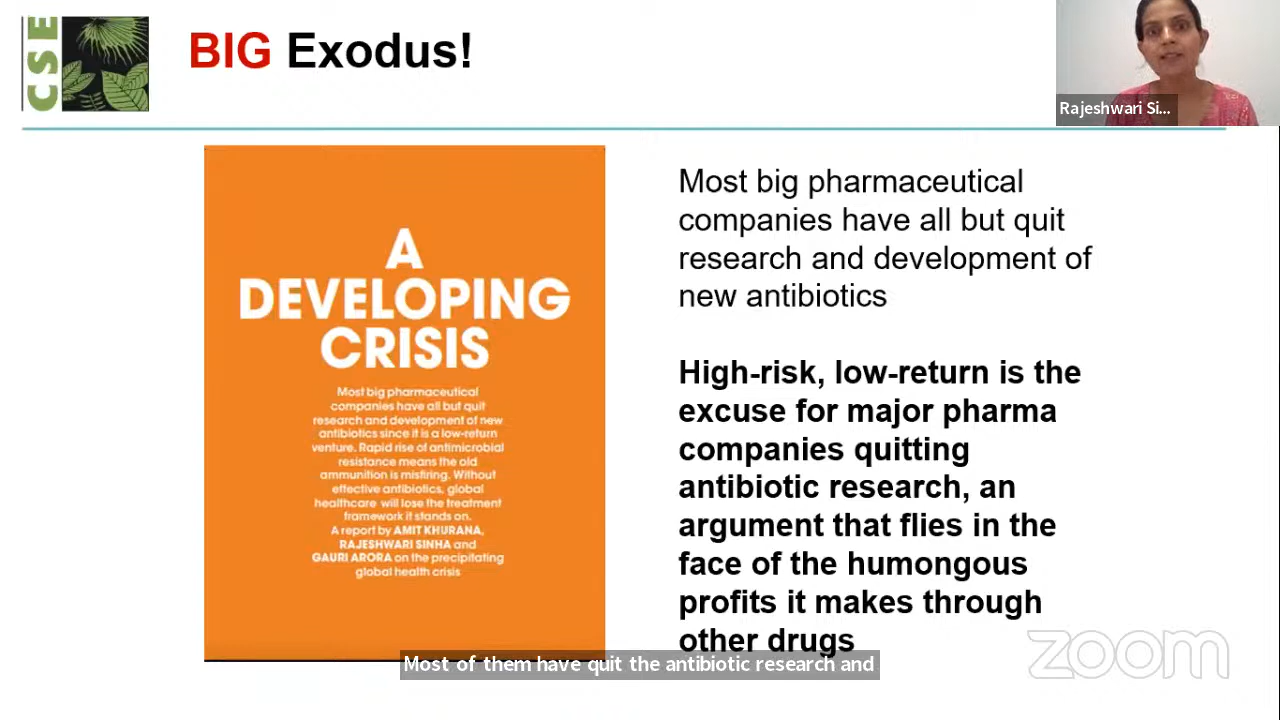 CSE
BIG Exodus!
Rajeshwari Si...
A
DEVELOPING
CRISIS
Most big pharmaceutical
companies have all but quit
research and development of new
antibiotics since it is a low-return
venture. Rapid rise of antimicrobial
resistance means the old
ammunition is misfiring. Without
effective antibiotics, global
healthcare will lose the treatment
framework it stands on.
A report by AMIT KHURANA,
RAJESHWARI SINHA and
GAURI ARORA on the precipitating
global health crisis
Most big pharmaceutical
companies have all but quit
research and development of
new antibiotics
High-risk, low-return is the
excuse for major pharma
companies quitting
antibiotic research, an
argument that flies in the
face of the humongous
profits it makes through
other drugs
Most of them have quit the antibiotic research and
zoom